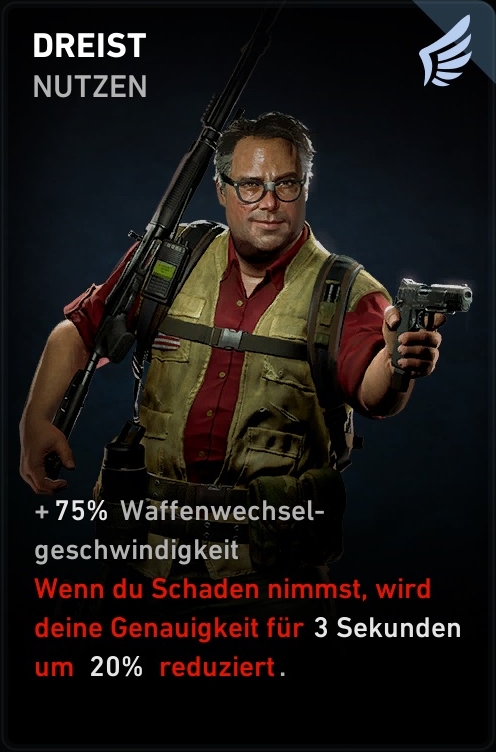 DREIST
NUTZEN
+ 75% Waffenwechsel-
geschwindigkeit
Wenn du Schaden nimmst, wird
deine Genauigkeit für 3 Sekunden
um 20% reduziert.